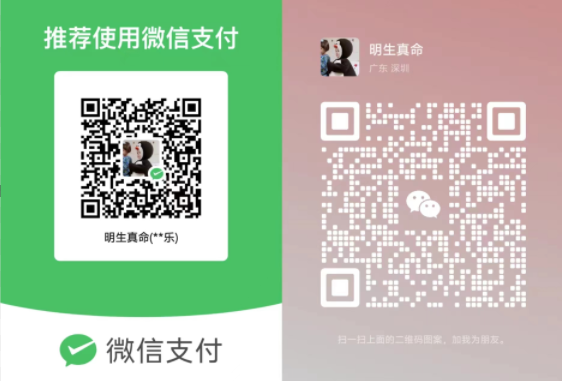 推荐使用微信支付
明生真命(**乐)
微信支付
明生真命
广东 深圳
扫一扫上面的二维码图案，加我为朋友。